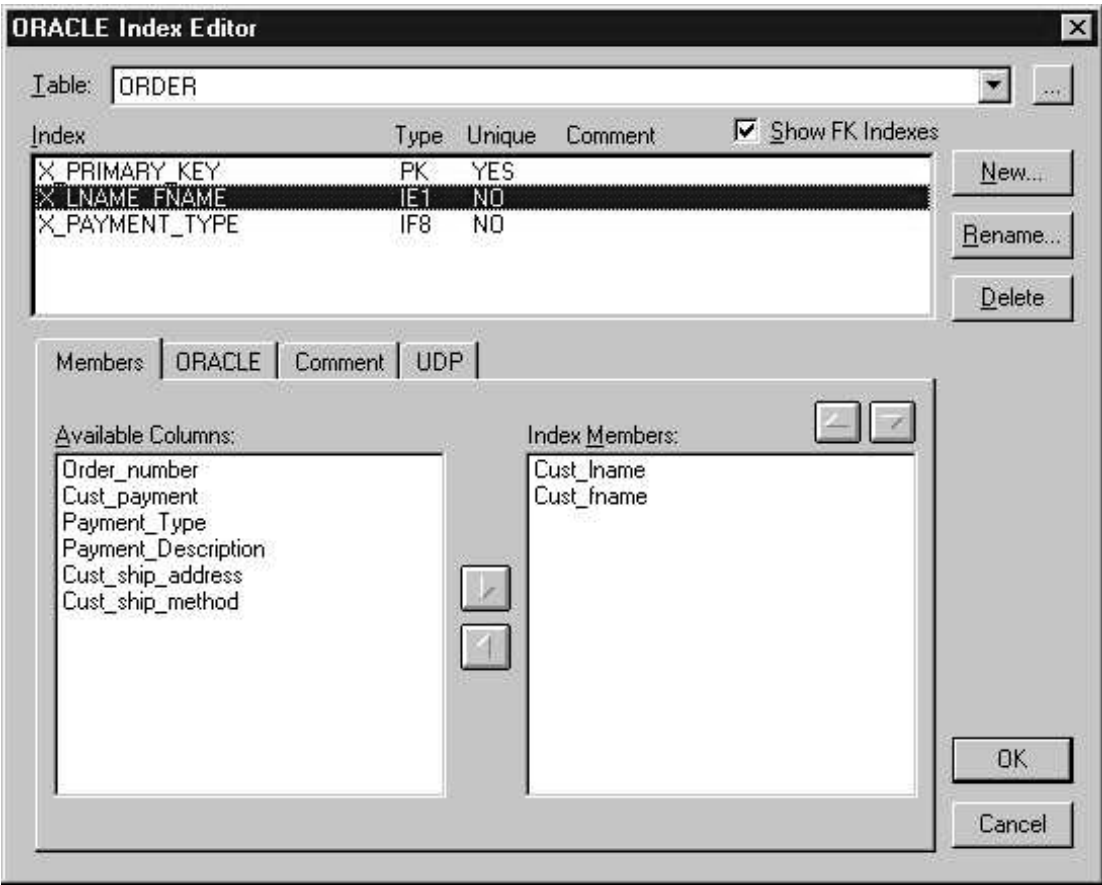 ORACLE Index Editor
Table: ORDER ...
Index Type Unique Comment Show FK Indexes
X_PRIMARY_KEY PK YES
X_LNAME_FNAME IE1 NO
X_PAYMENT_TYPE IF8 NO
New...
Rename...
Delete
Members ORACLE Comment UDP
Available Columns:
Order_number
Cust_payment
Payment_Type
Payment_Description
Cust_ship_address
Cust_ship_method
Index Members:
Cust_lname
Cust_fname
OK
Cancel